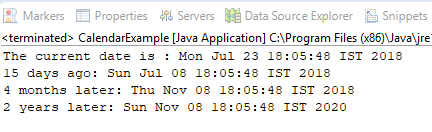 Markers Properties Servers Data Source Explorer Snippets
<terminated> CalendarExample [Java Application] C:\Program Files (x86)\Java\jre
The current date is : Mon Jul 23 18:05:48 IST 2018
15 days ago: Sun Jul 08 18:05:48 IST 2018
4 months later: Thu Nov 08 18:05:48 IST 2018
2 years later: Sun Nov 08 18:05:48 IST 2020